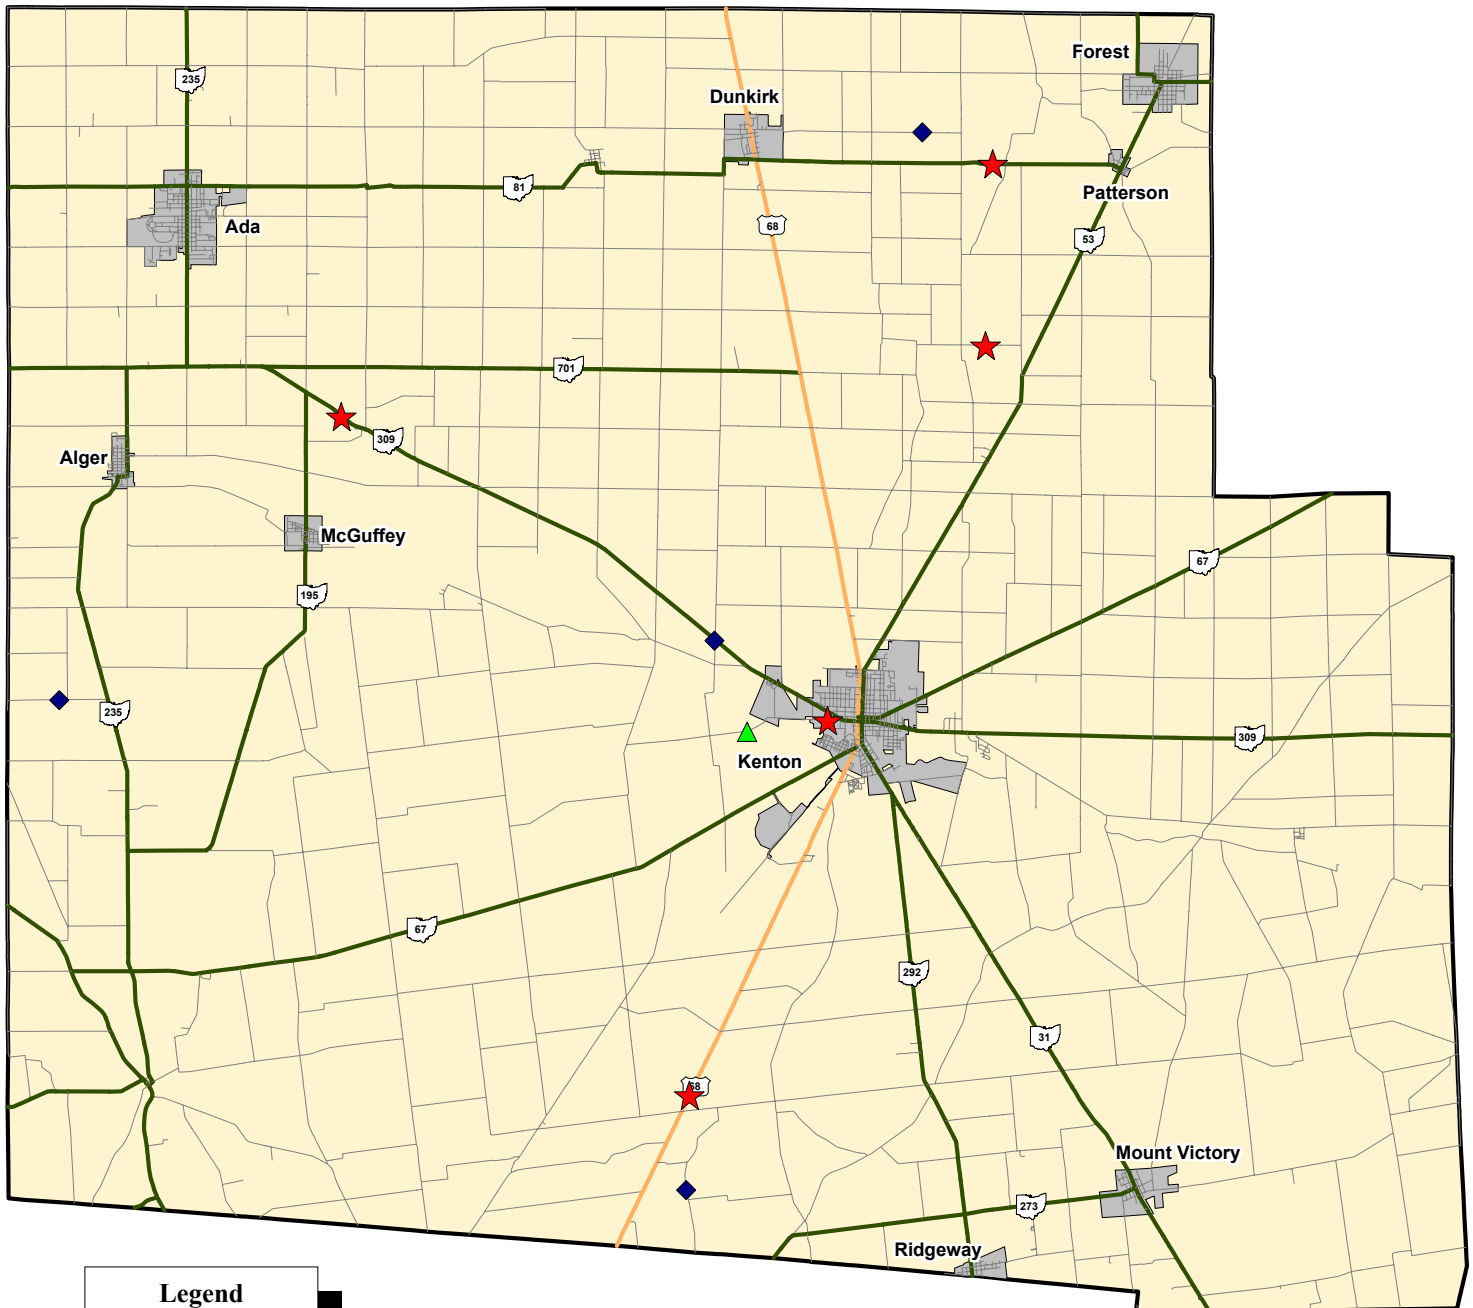 Forest
235
Dunkirk
81
Patterson
Ada
68
53
701
309
Alger
McGuffey
67
195
235
309
Kenton
67
292
31
68
Mount Victory
273
Ridgeway
Legend